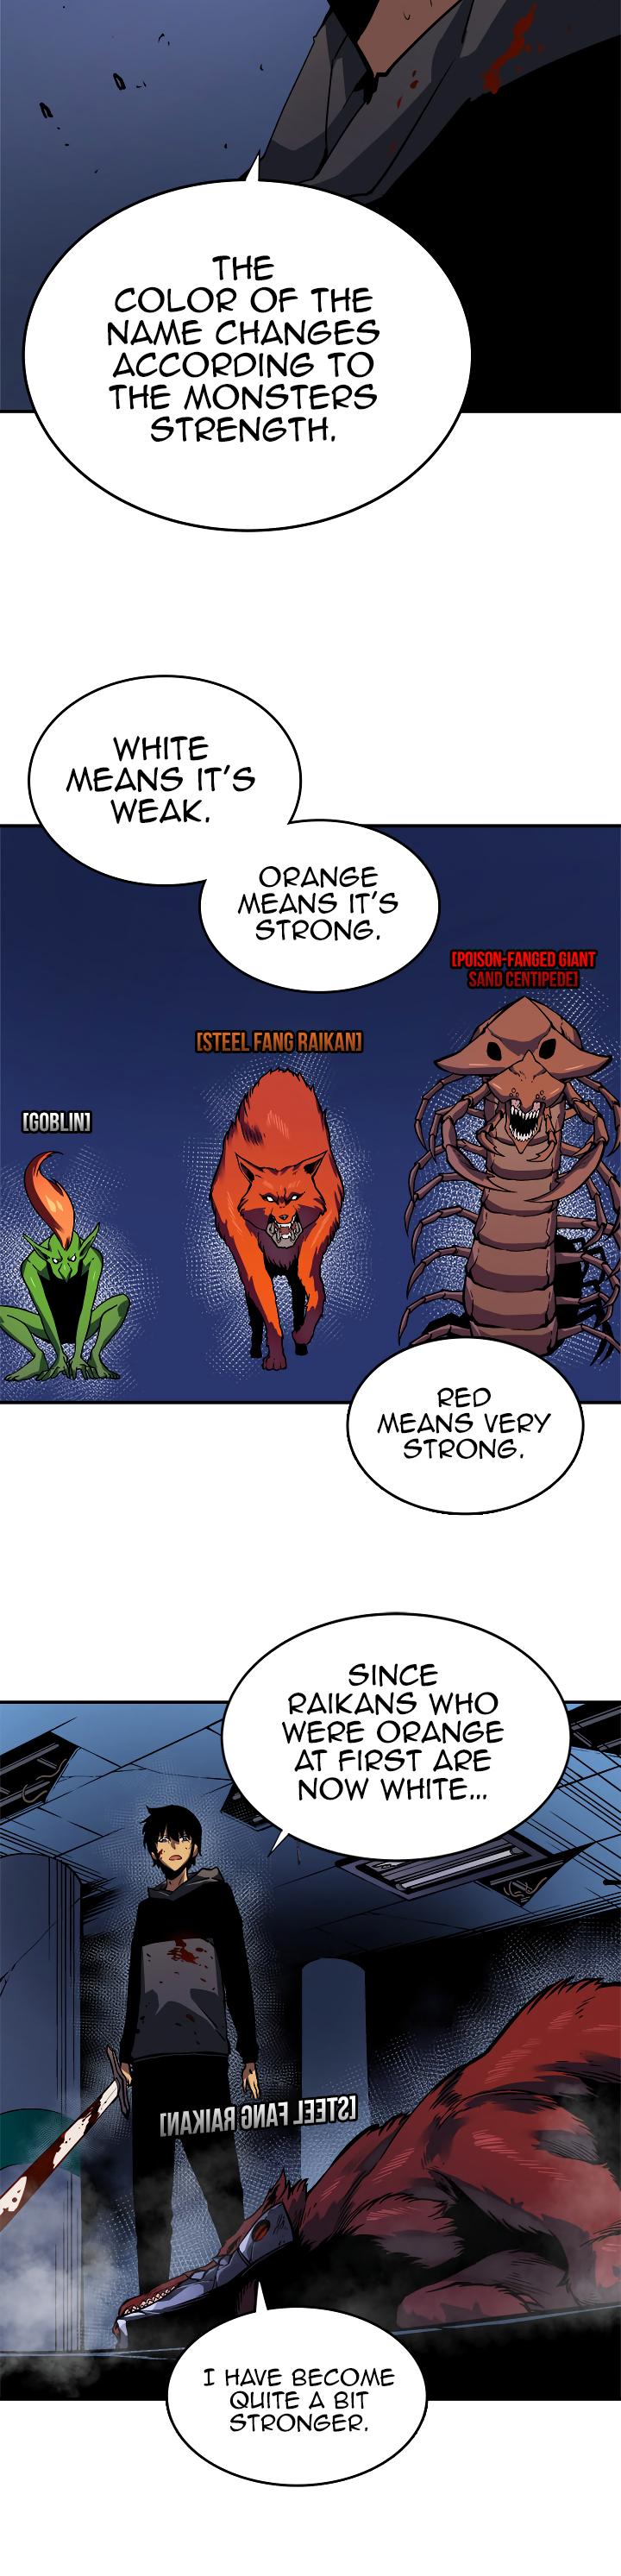 THE
COLOR OF THE
NAME CHANGES
ACCORDING TO
THE MONSTERS
STRENGTH.
WHITE
MEANS IT'S
WEAK.
ORANGE
MEANS IT'S
STRONG.
[POISON-FANGED GIANT
SAND CENTIPEDE]
[STEEL FANG RAIKAN]
[GOBLIN]
RED
MEANS VERY
STRONG.
SINCE
RAIKANS WHO
WERE ORANGE
AT FIRST ARE
NOW WHITE...
[STEEL FANG RAIKAN]
I HAVE BECOME
QUITE A BIT
STRONGER.